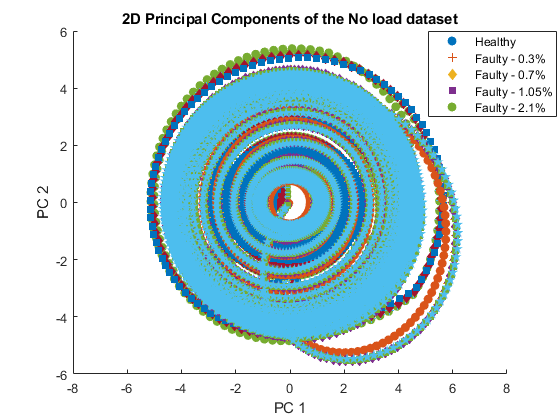 2D Principal Components of the No load dataset
Healthy
Faulty - 0.3%
Faulty - 0.7%
Faulty - 1.05%
Faulty - 2.1%
6
4
2
0
-2
-4
-6
PC 2
-8 -6 -4 -2 0 2 4 6 8
PC 1